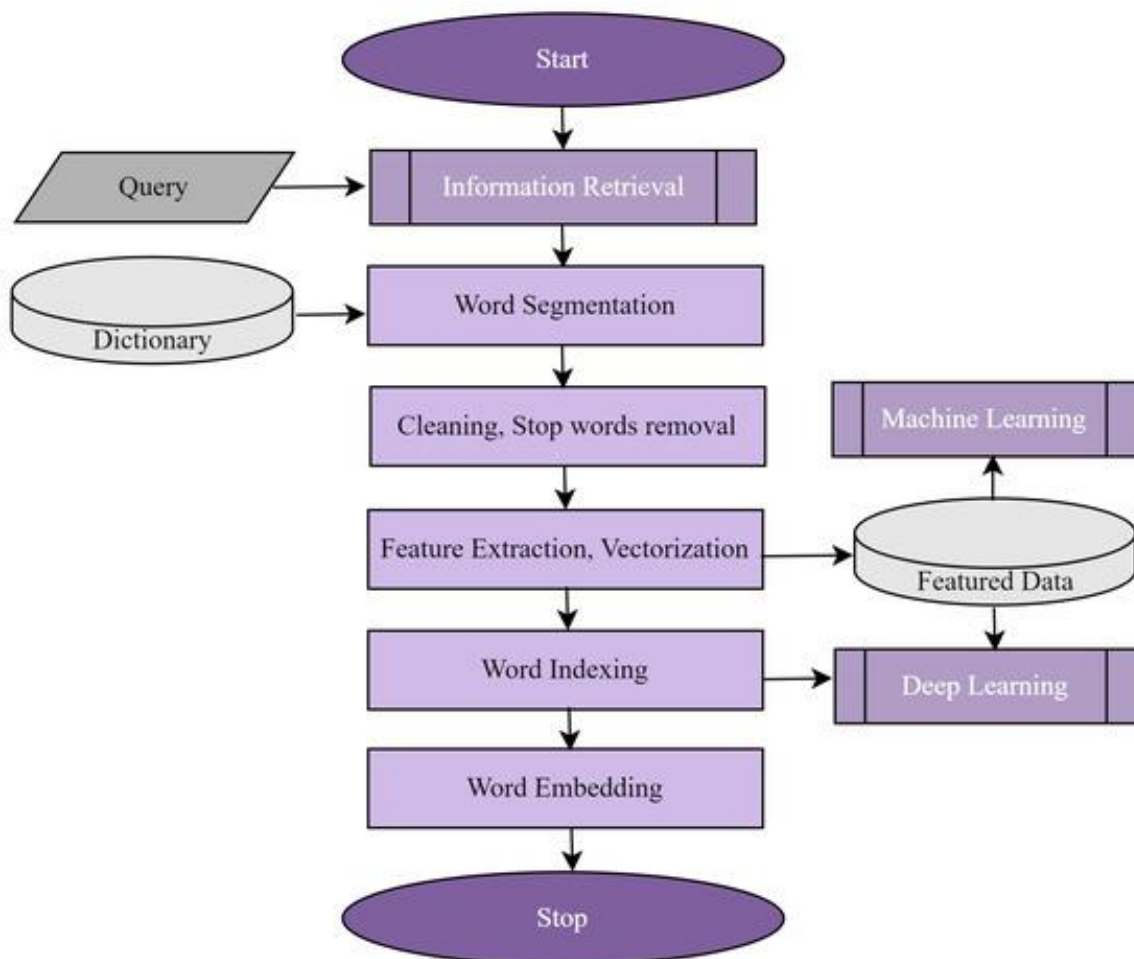 Start
Query
Information Retrieval
Dictionary
Word Segmentation
Cleaning, Stop words removal
Machine Learning
Feature Extraction, Vectorization
Featured Data
Word Indexing
Deep Learning
Word Embedding
Stop